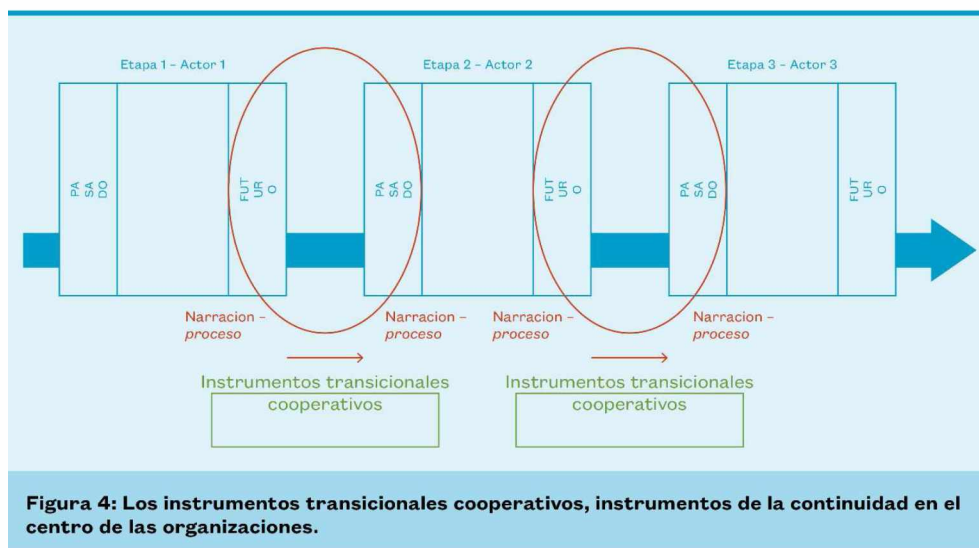 Etapa 1 – Actor 1
Etapa 2 – Actor 2
Etapa 3 – Actor 3
PA
SA
DO
FUT
UR
O
PA
SA
DO
FUT
UR
O
PA
SA
DO
FUT
UR
O
Narracion –
proceso
Narracion –
proceso
Narracion –
proceso
Narracion –
proceso
Instrumentos transicionales
cooperativos
Instrumentos transicionales
cooperativos
Figura 4: Los instrumentos transicionales cooperativos, instrumentos de la continuidad en el
centro de las organizaciones.